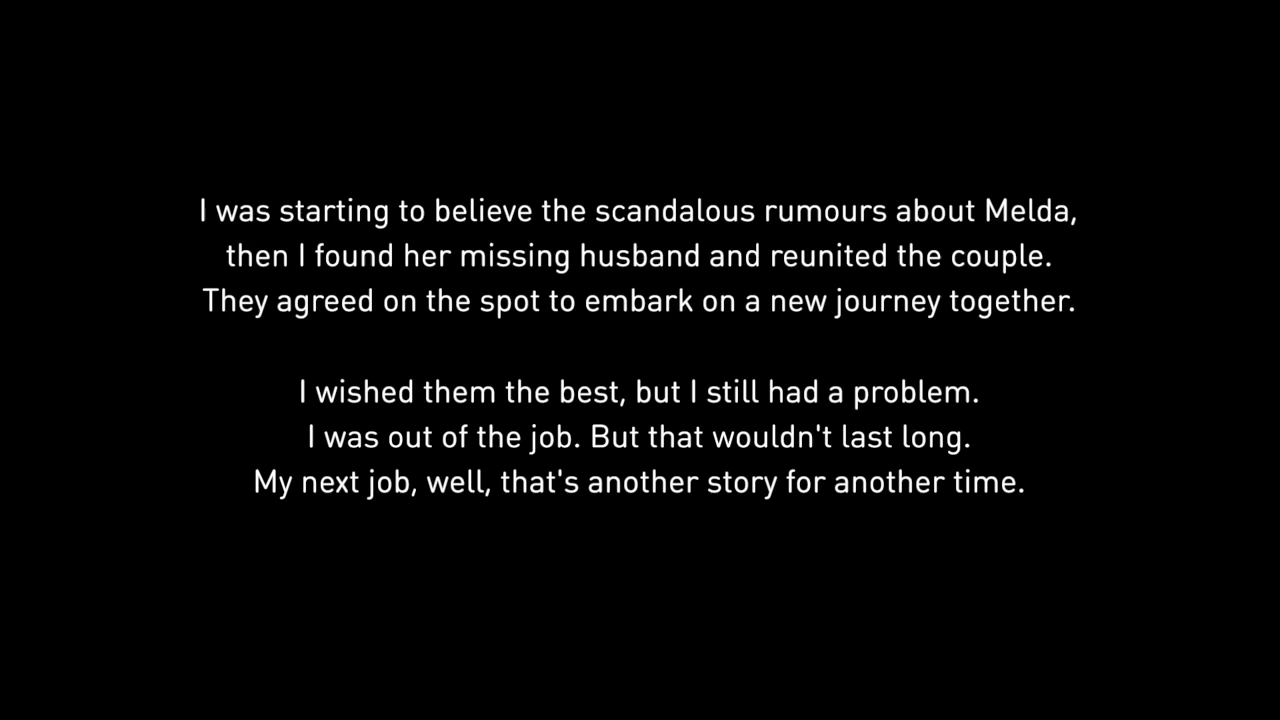 I was starting to believe the scandalous rumours about Melda,
then I found her missing husband and reunited the couple.
They agreed on the spot to embark on a new journey together.
I wished them the best, but I still had a problem.
I was out of the job. But that wouldn't last long.
My next job, well, that's another story for another time.